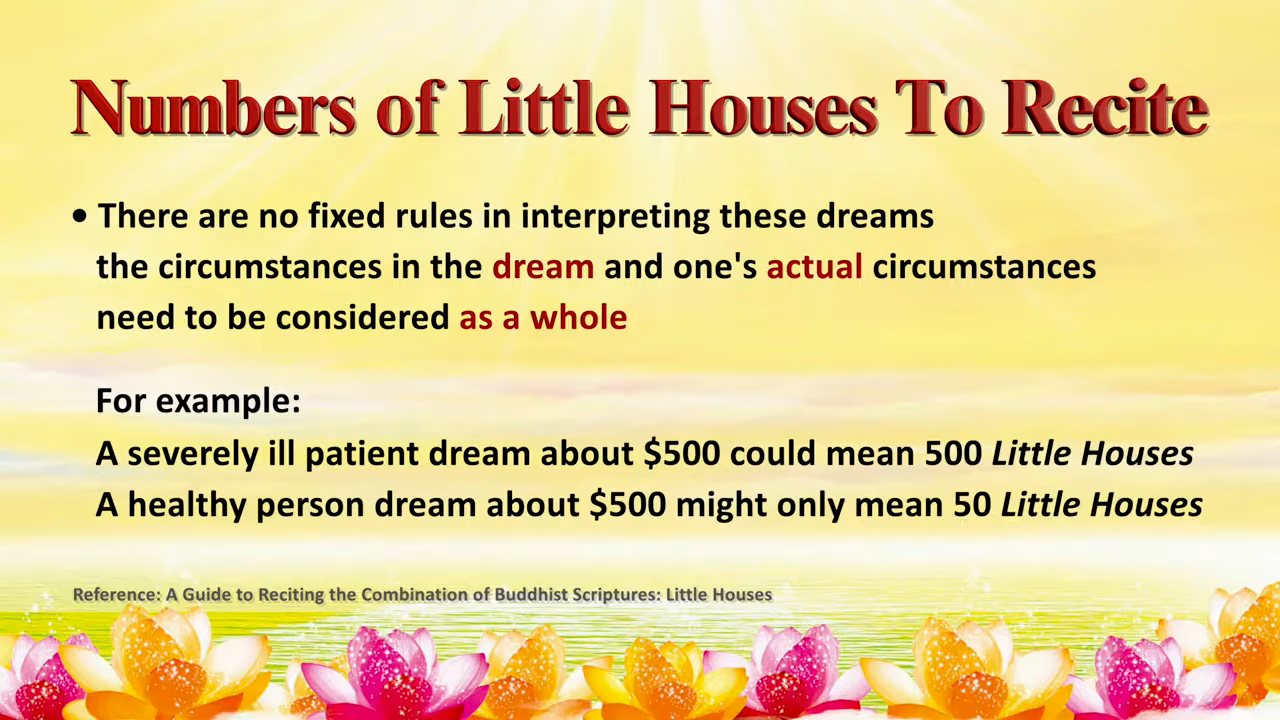 Numbers of Little Houses To Recite
• There are no fixed rules in interpreting these dreams
the circumstances in the dream and one's actual circumstances
need to be considered as a whole
For example:
A severely ill patient dream about $500 could mean 500 Little Houses
A healthy person dream about $500 might only mean 50 Little Houses
Reference: A Guide to Reciting the Combination of Buddhist Scriptures: Little Houses